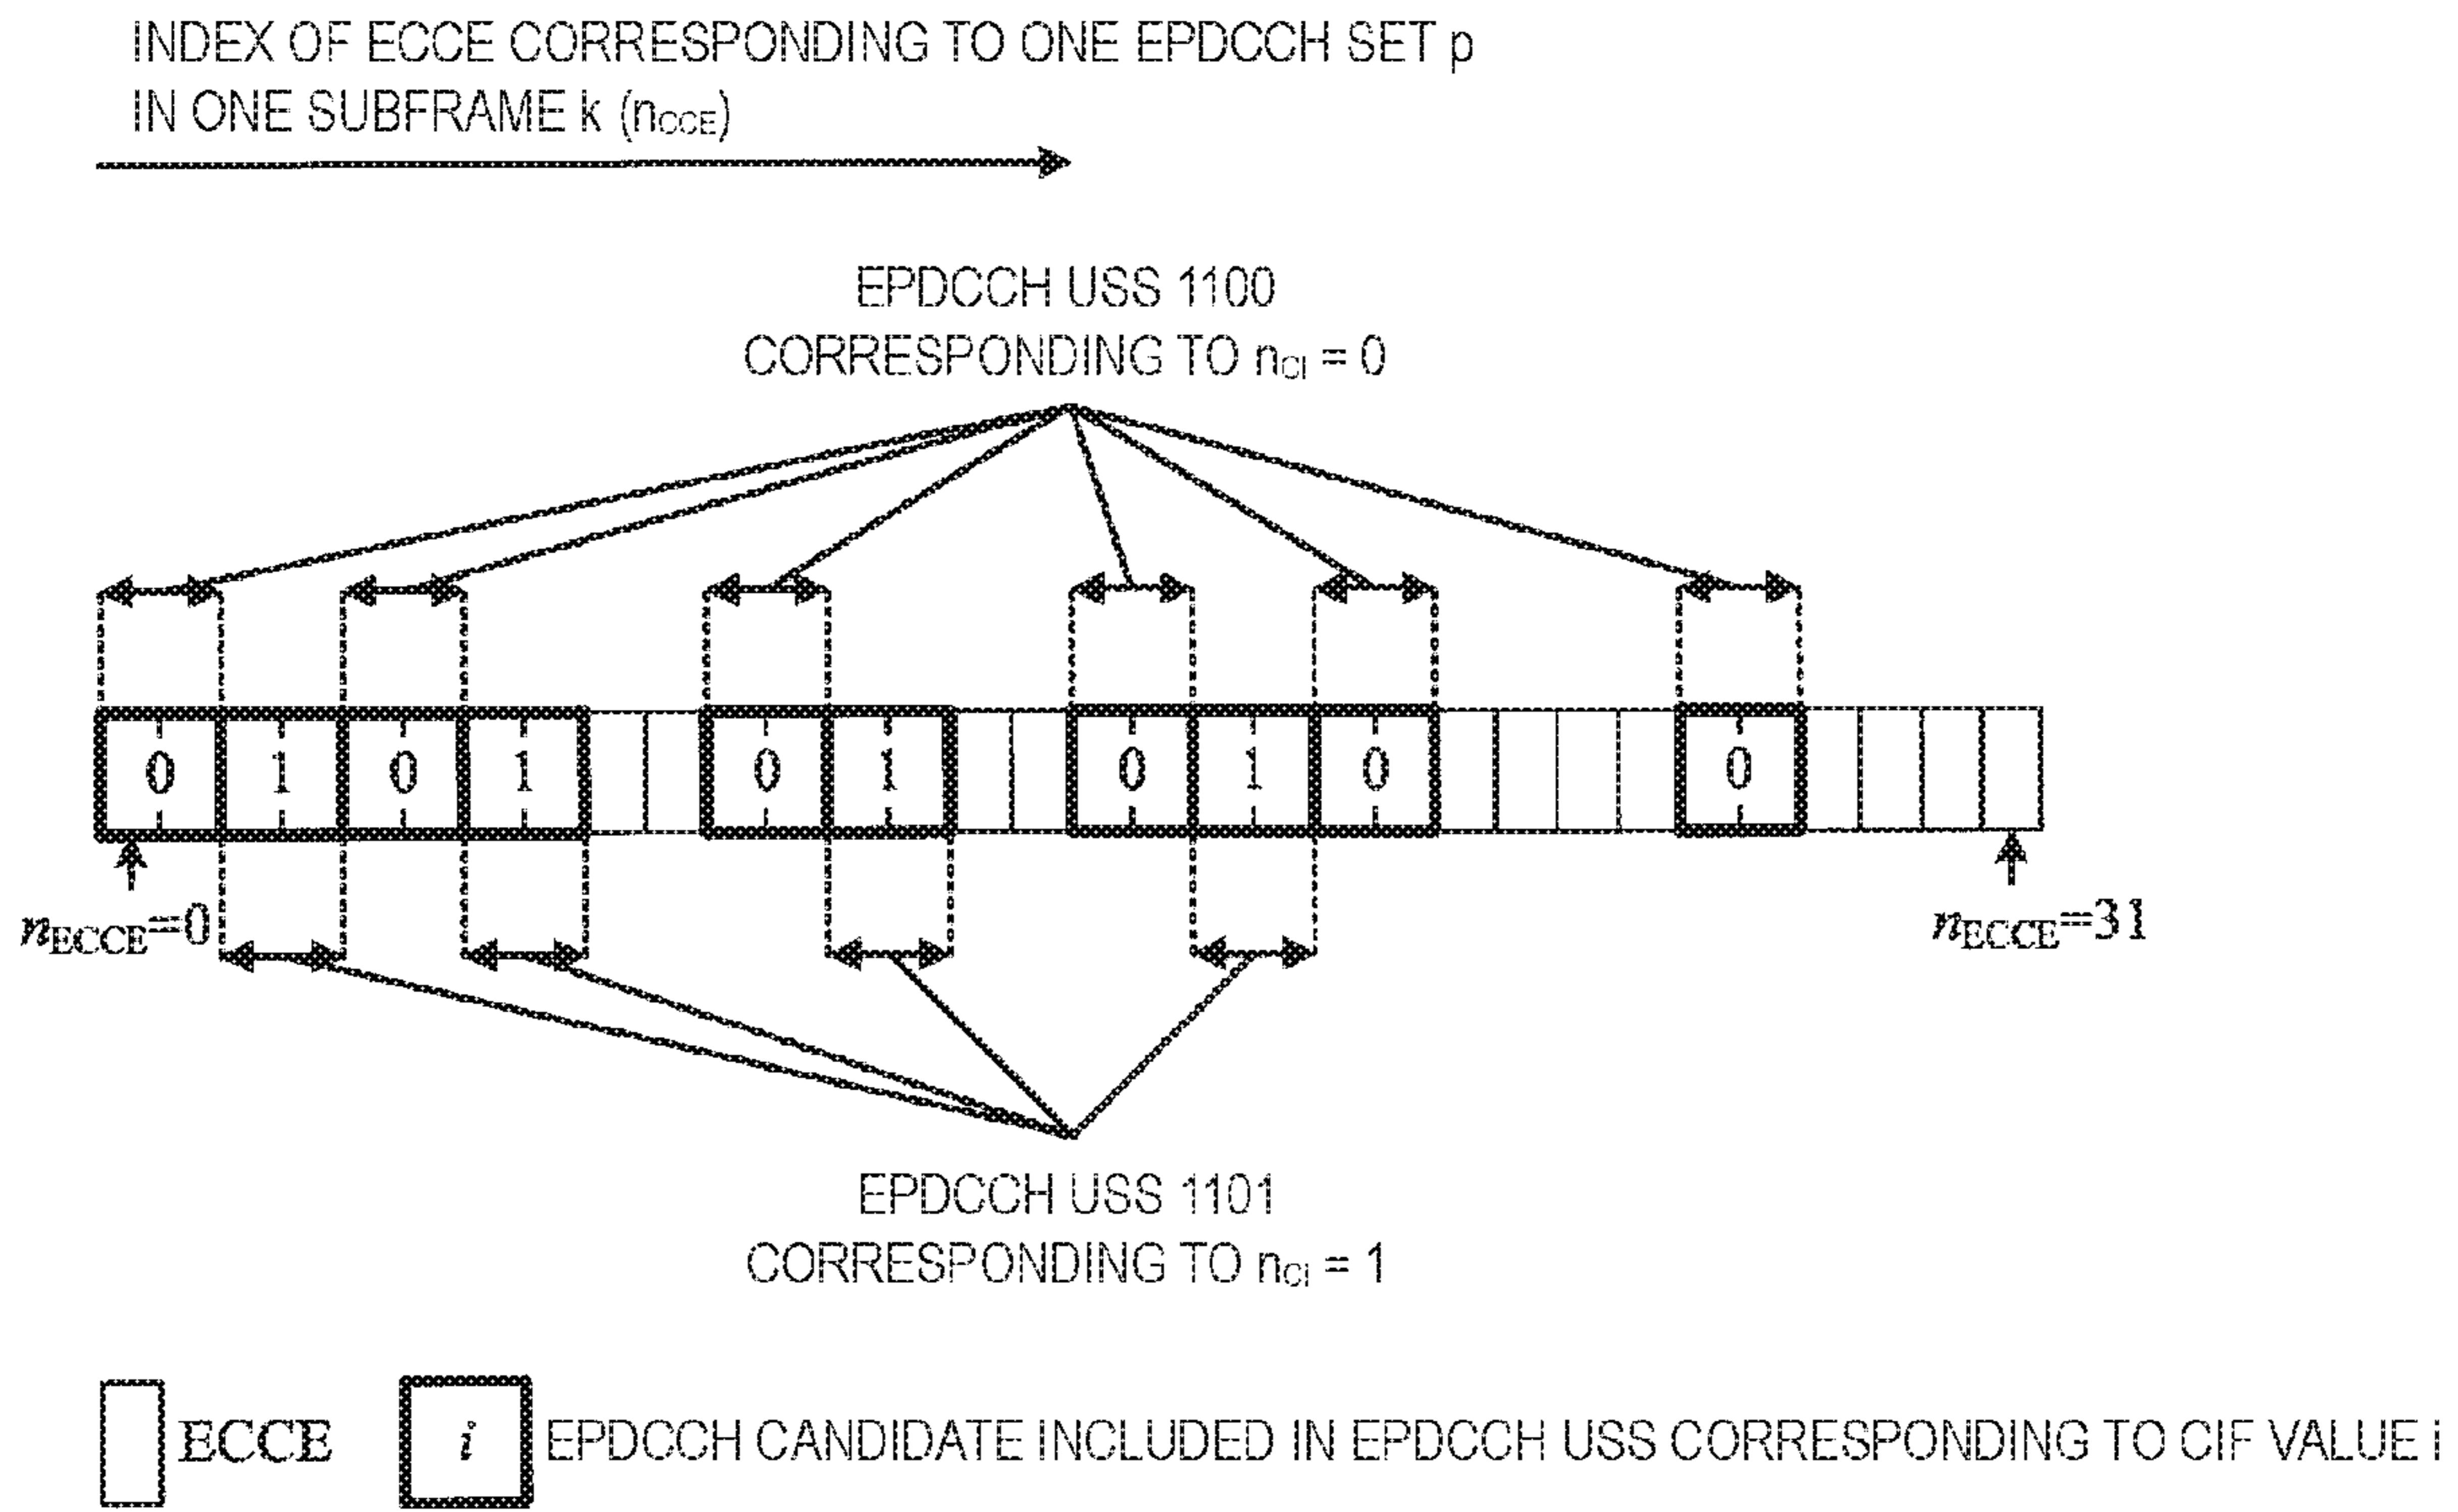 INDEX OF ECCE CORRESPONDING TO ONE EPDCCH SET p
IN ONE SUBFRAME k (nCCE)
EPDCCH USS 1100
CORRESPONDING TO nCI = 0
0 1 0 1 0 1 0 1 0 0
nECCE=0
nECCE=31
EPDCCH USS 1101
CORRESPONDING TO nCI = 1
ECCE
i
EPDCCH CANDIDATE INCLUDED IN EPDCCH USS CORRESPONDING TO CIF VALUE i